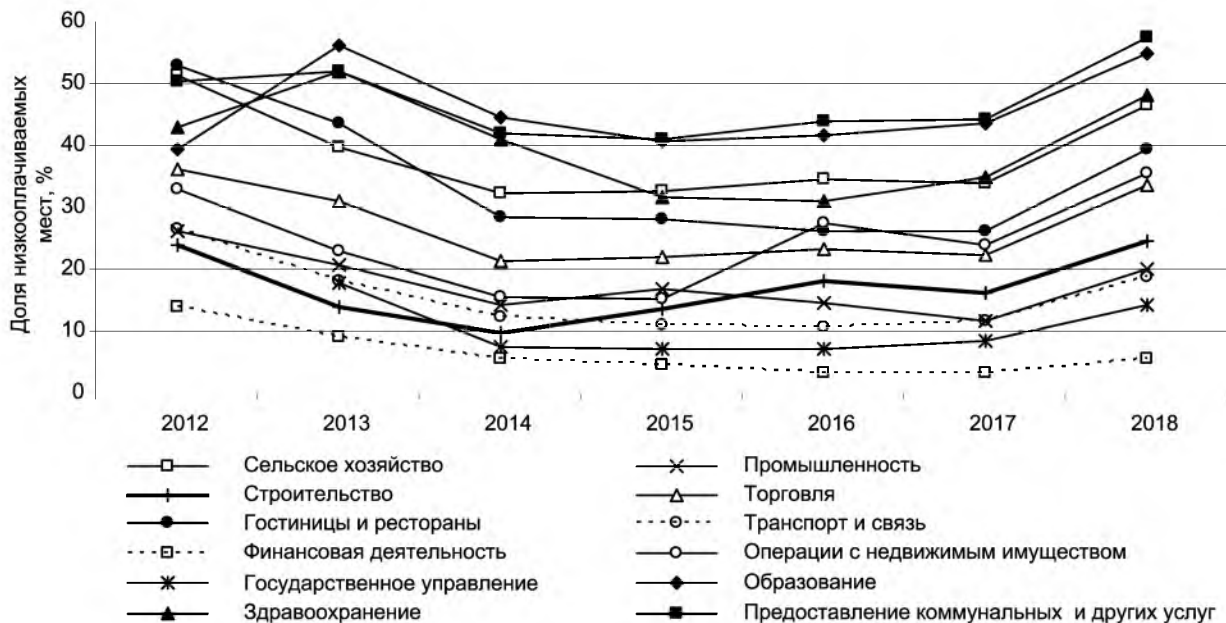 Доля низкооплачиваемых
мест, %
60
50
40
30
20
10
0
2012 2013 2014 2015 2016 2017 2018
Сельское хозяйство Промышленность
Строительство Торговля
Гостиницы и рестораны Транспорт и связь
Финансовая деятельность Операции с недвижимым имуществом
Государственное управление Образование
Здравоохранение Предоставление коммунальных и других услуг